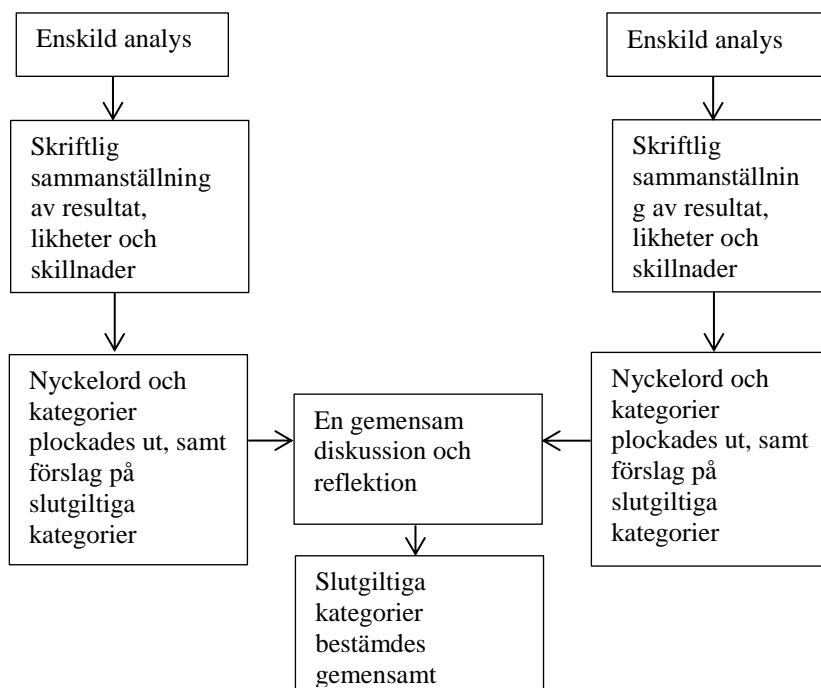 Enskild analys
Skriftlig
sammanställning
av resultat,
likheter och
skillnader
Nyckelord och
kategorier
plockades ut, samt
förslag på
slutgiltiga
kategorier
Enskild analys
Skriftlig
sammanställnin
g av resultat,
likheter och
skillnader
Nyckelord och
kategorier
plockades ut, samt
förslag på
slutgiltiga
kategorier
En gemensam
diskussion och
reflektion
Slutgiltiga
kategorier
bestämdes
gemensamt